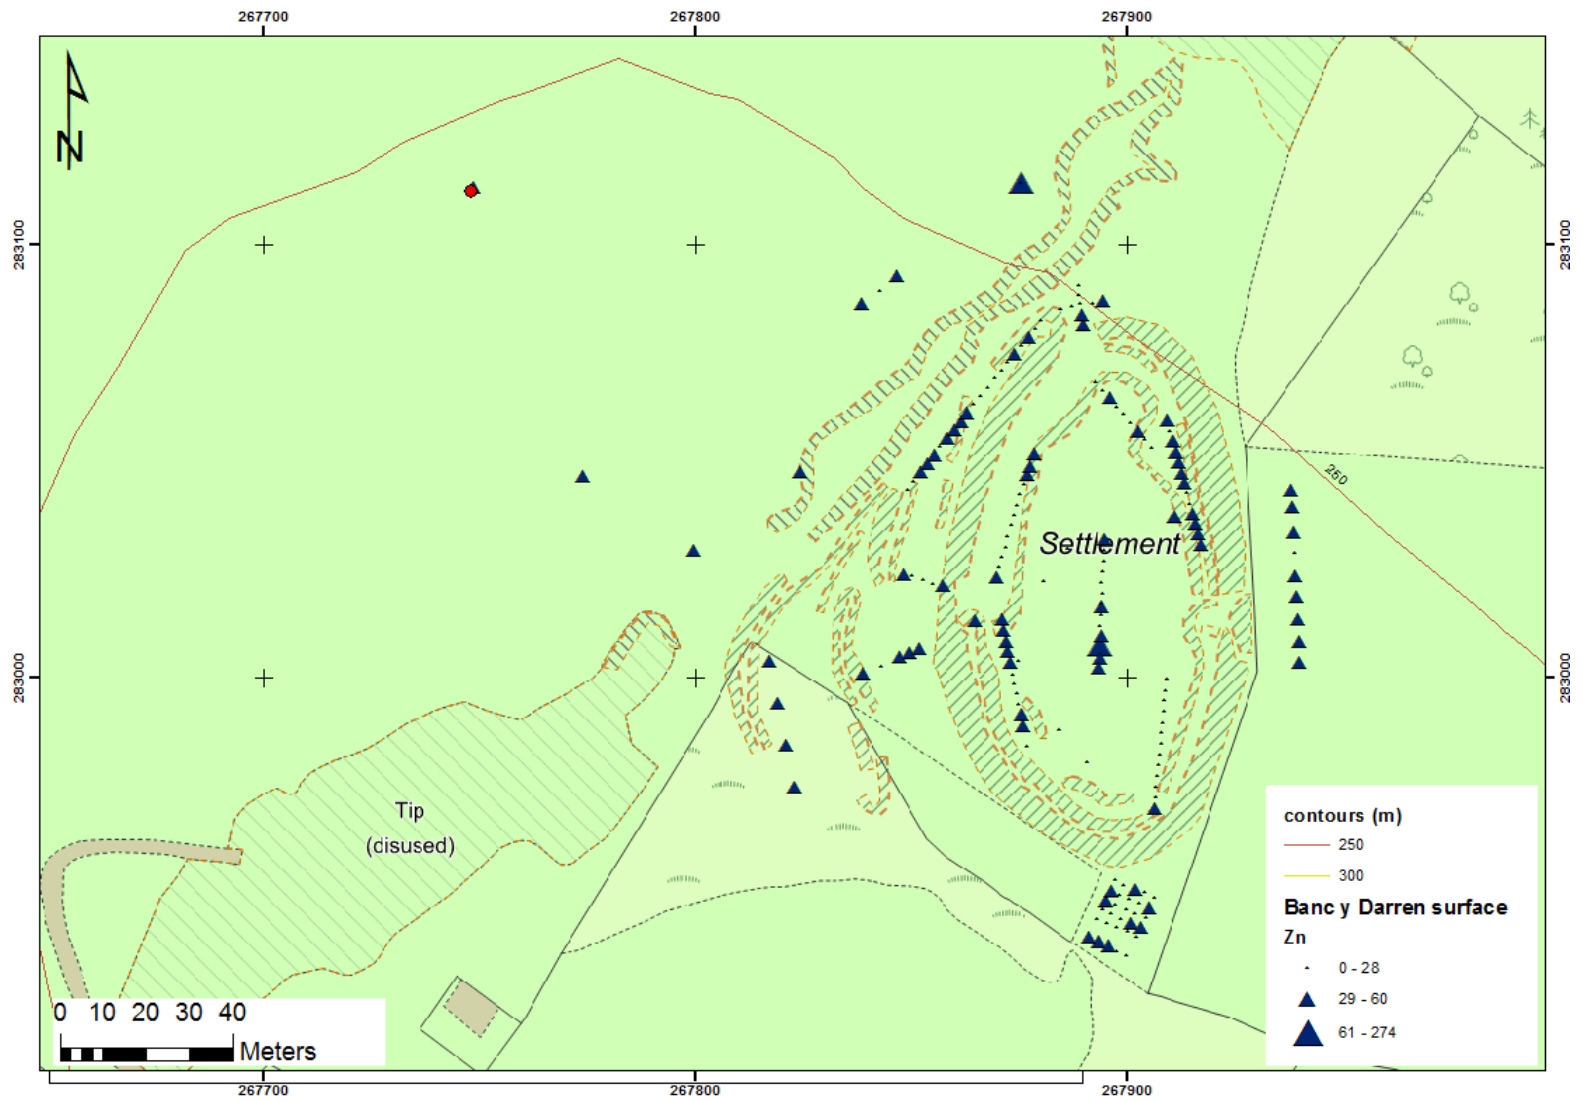 267700
267800
267900
N
283100
283100
Settlement
250
283000
283000
Tip
(disused)
contours (m)
250
300
Banc y Darren surface
Zn
0 - 28
29 - 60
61 - 274
0 10 20 30 40
Meters
267700
267800
267900